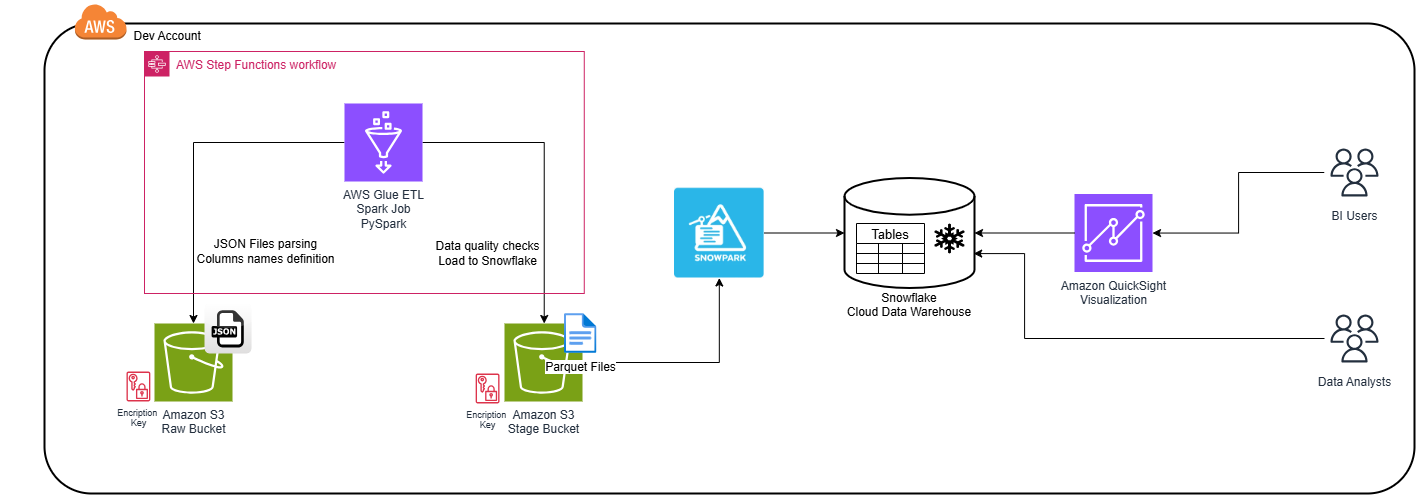 AWS
Dev Account
AWS Step Functions workflow
AWS Glue ETL
Spark Job
PySpark
JSON Files parsing
Columns names definition
Data quality checks
Load to Snowflake
JSON
Encription
Key
Amazon S3
Raw Bucket
Parquet Files
Encription
Key
Amazon S3
Stage Bucket
SNOWPARK
Tables
Snowflake
Cloud Data Warehouse
Amazon QuickSight
Visualization
BI Users
Data Analysts